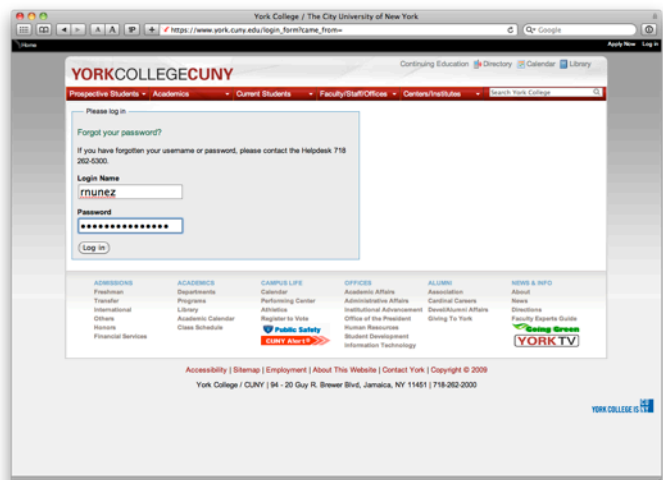 York College / The City University of New York
A A
https://www.york.cuny.edu/login_form?came_from=
Google
Home
Apply Now Log in
Continuing Education Directory Calendar Library
YORKCOLLEGECUNY
Prospective Students Academics Current Students Faculty/Staff/Offices Centers/Institutes Search York College
Please log in
Forgot your password?
If you have forgotten your username or password, please contact the Helpdesk 718
262-5300.
Login Name
rnunez
Password
Log in
ADMISSIONS ACADEMICS CAMPUS LIFE OFFICES ALUMNI NEWS & INFO
Freshman Departments Calendar Academic Affairs Association About
Transfer Programs Performing Center Administrative Affairs Cardinal Careers News
International Library Athletics Institutional Advancement Devel/Alumni Affairs Directions
Others Academic Calendar Register to Vote Office of the President Giving To York Faculty Experts Guide
Honors Class Schedule Public Safety Human Resources Going Green
Financial Services CUNY Alert Student Development YORK TV
Information Technology
Accessibility | Sitemap | Employment | About This Website | Contact York | Copyright © 2009
York College / CUNY | 94 - 20 Guy R. Brewer Blvd, Jamaica, NY 11451 | 718-262-2000
YORK COLLEGE IS CUNY